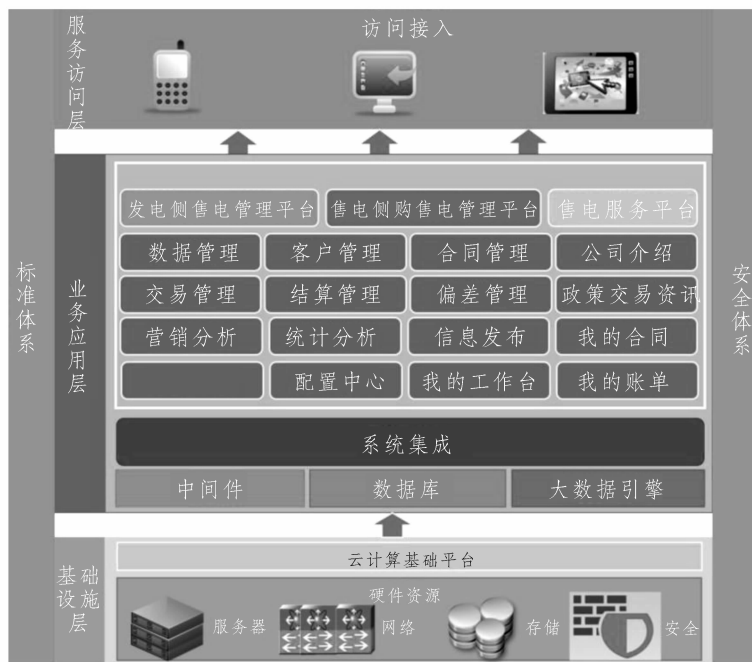 访问接入
服务访问层
标准体系
业务应用层
安全体系
发电侧售电管理平台
售电侧购售电管理平台
售电服务平台
数据管理
客户管理
合同管理
公司介绍
交易管理
结算管理
偏差管理
政策交易资讯
营销分析
统计分析
信息发布
我的合同
配置中心
我的工作台
我的账单
系统集成
中间件
数据库
大数据引擎
云计算基础平台
基础
设施
层
硬件资源
服务器
网络
存储
安全